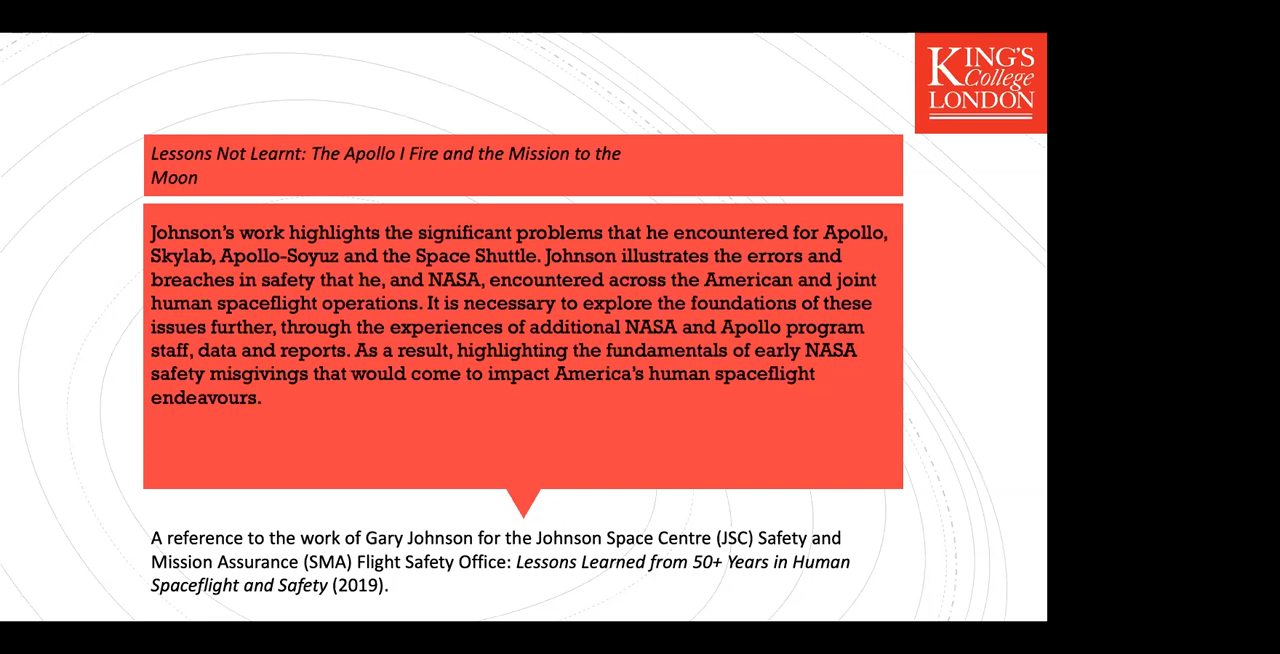 KING'S
College
LONDON
Lessons Not Learnt: The Apollo I Fire and the Mission to the
Moon
Johnson's work highlights the significant problems that he encountered for Apollo,
Skylab, Apollo-Soyuz and the Space Shuttle. Johnson illustrates the errors and
breaches in safety that he, and NASA, encountered across the American and joint
human spaceflight operations. It is necessary to explore the foundations of these
issues further, through the experiences of additional NASA and Apollo program
staff, data and reports. As a result, highlighting the fundamentals of early NASA
safety misgivings that would come to impact America's human spaceflight
endeavours.
A reference to the work of Gary Johnson for the Johnson Space Centre (JSC) Safety and
Mission Assurance (SMA) Flight Safety Office: Lessons Learned from 50+ Years in Human
Spaceflight and Safety (2019).